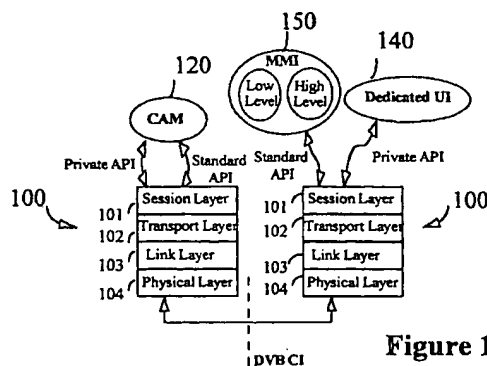 150
120
140
MMI
Low Level
High Level
CAM
Dedicated UI
Private API
Standard API
Standard API
Private API
100
100
101
Session Layer
102
Transport Layer
103
Link Layer
104
Physical Layer
101
Session Layer
102
Transport Layer
103
Link Layer
104
Physical Layer
DVB CI
Figure 1